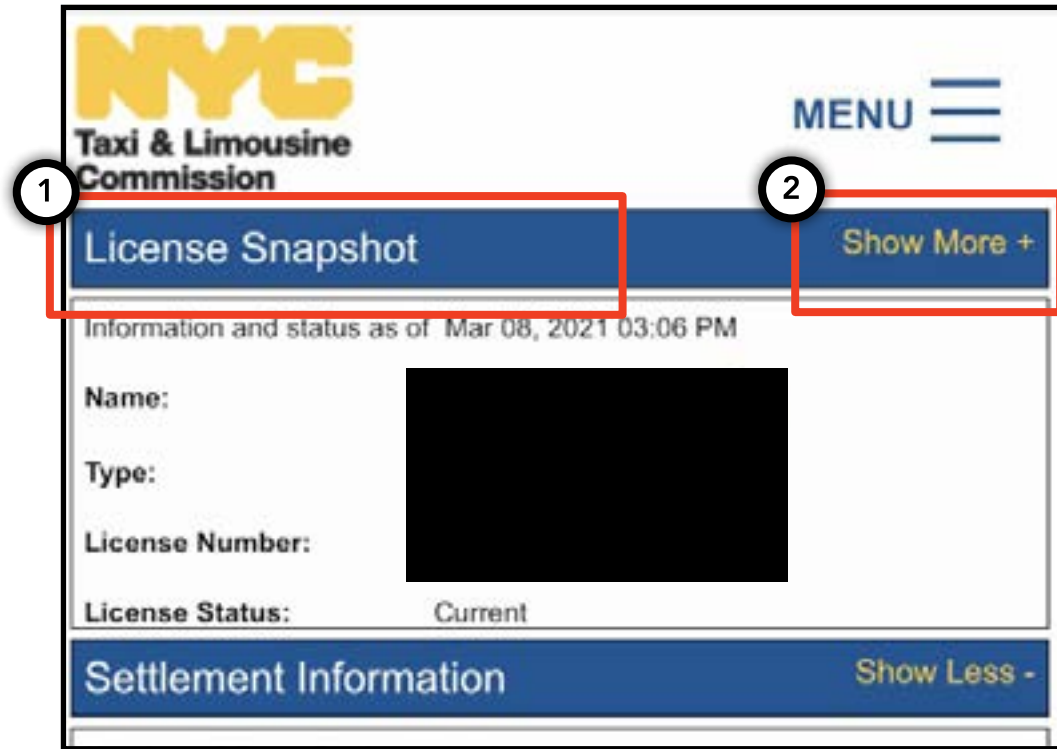 NYC
Taxi & Limousine
Commission
MENU
1
2
License Snapshot
Show More +
Information and status as of Mar 08, 2021 03:06 PM
Name:
Type:
License Number:
License Status: Current
Settlement Information
Show Less -